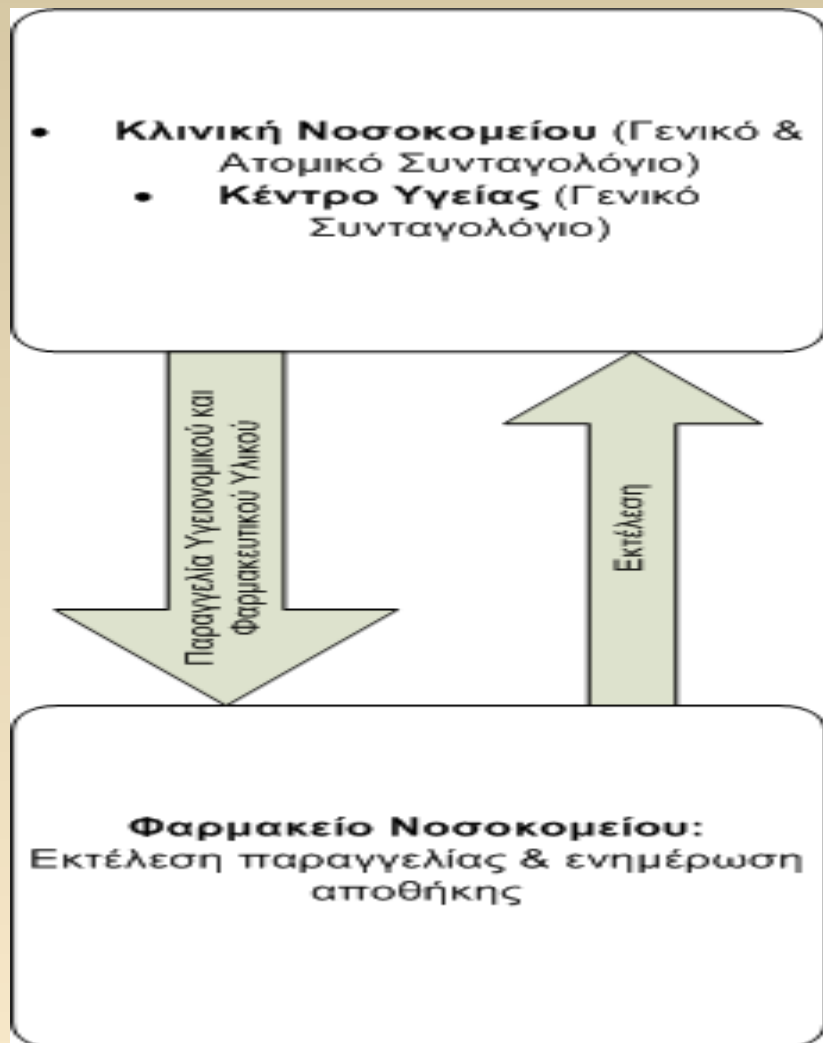 • Κλινική Νοσοκομείου (Γενικό &
Ατομικό Συνταγολόγιο)
• Κέντρο Υγείας (Γενικό
Συνταγολόγιο)
Παραγγελία Υγειονομικού και
Φαρμακευτικού Υλικού
Εκτέλεση
Φαρμακείο Νοσοκομείου:
Εκτέλεση παραγγελίας & ενημέρωση
αποθήκης